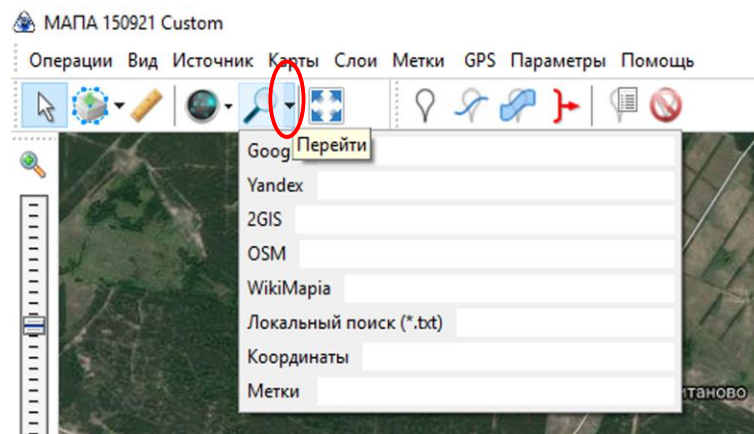 МАПА 150921 Custom
Операции Вид Источник Карты Слои Метки GPS Параметры Помощь
Goog
Перейти
Yandex
2GIS
OSM
WikiMapia
Локальный поиск (*.txt)
Координаты
Метки
таново